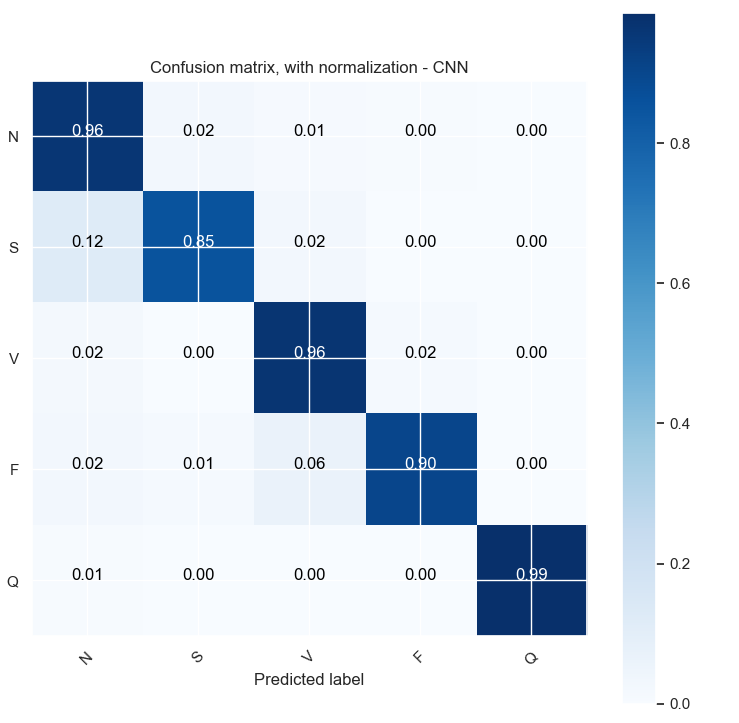 Confusion matrix, with normalization - CNN
N 0.96 0.02 0.01 0.00 0.00
S 0.12 0.85 0.02 0.00 0.00
V 0.02 0.00 0.96 0.02 0.00
F 0.02 0.01 0.06 0.90 0.00
Q 0.01 0.00 0.00 0.00 0.99
N S V F Q
Predicted label
0.8
0.6
0.4
0.2
0.0